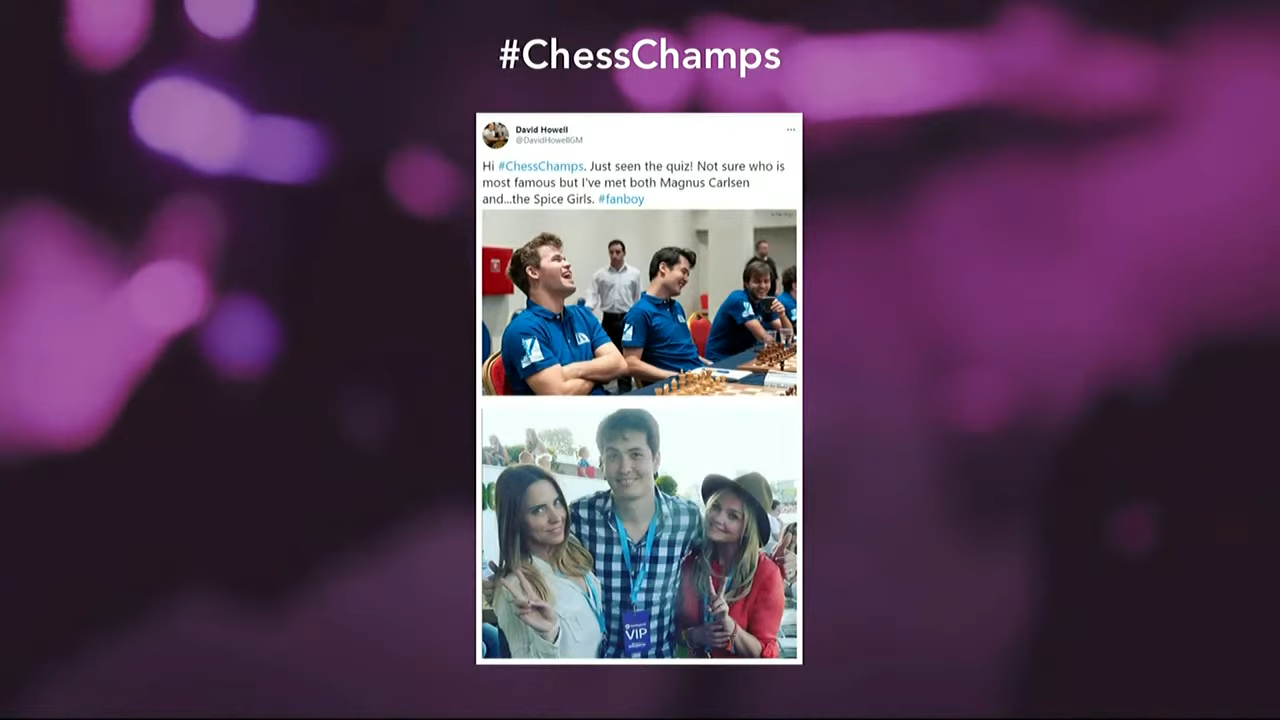 #ChessChamps
David Howell
@DavidHowellGM
Hi #ChessChamps. Just seen the quiz! Not sure who is
most famous but I've met both Magnus Carlsen
and...the Spice Girls. #fanboy
VIP